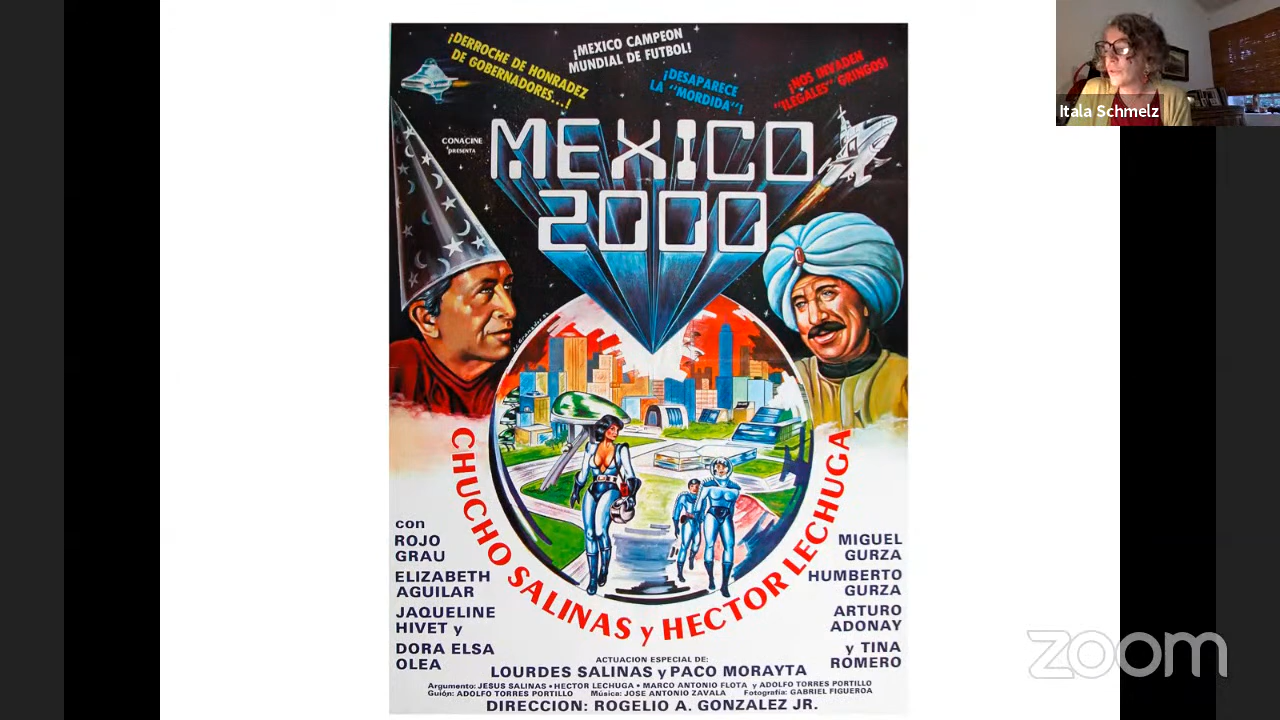 ¡DERROCHE DE HONRADEZ
DE GOBERNADORES...!
¡MEXICO CAMPEON
MUNDIAL DE FUTBOL!
¡DESAPARECE
LA "MORDIDA"!
¡NOS INVADEN
"ILEGALES" GRINGOS!
Itala Schmelz
CONACINE
presenta
MEXICO
2000
CHUCHO SALINAS y HECTOR LECHUGA
con
ROJO
GRAU
ELIZABETH
AGUILAR
JAQUELINE
HIVET y
DORA ELSA
OLEA
MIGUEL
GURZA
HUMBERTO
GURZA
ARTURO
ADONAY
y TINA
ROMERO
ACTUACION ESPECIAL DE:
LOURDES SALINAS y PACO MORAYTA
Argumento: JESUS SALINAS • HECTOR LECHUGA • MARCO ANTONIO FLOTA y ADOLFO TORRES PORTILLO
Guión: ADOLFO TORRES PORTILLO Música: JOSE ANTONIO ZAVALA Fotografía: GABRIEL FIGUEROA
DIRECCION: ROGELIO A. GONZALEZ JR.
zoom